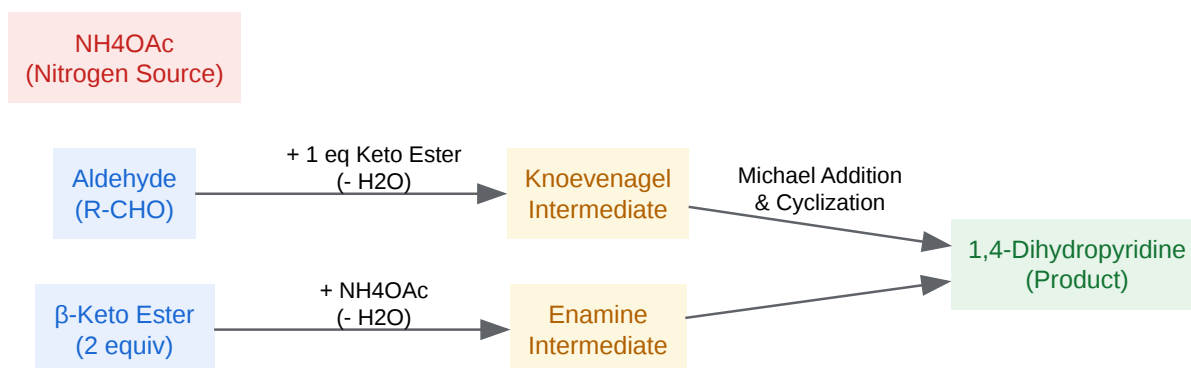 NH4OAc
(Nitrogen Source)
+ 1 eq Keto Ester
(- H2O)
Aldehyde
(R-CHO)
Knoevenagel
Intermediate
Michael Addition
& Cyclization
1,4-Dihydropyridine
(Product)
+ NH4OAc
(- H2O)
β-Keto Ester
(2 equiv)
Enamine
Intermediate